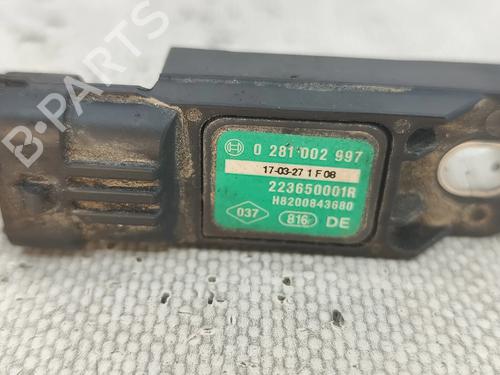 0 281 002 997
17-03-27 1 F 08
223650001R
H8200843680
037 816 DE
B-PARTS